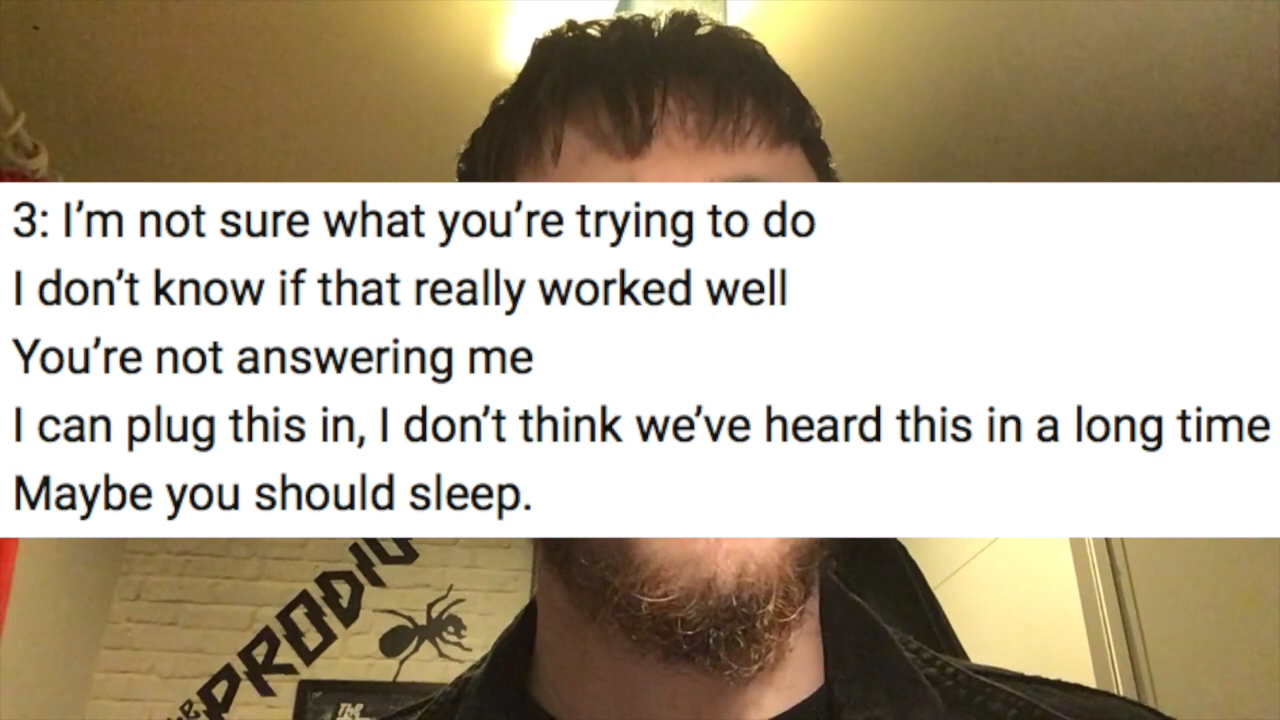 3: I’m not sure what you’re trying to do
I don’t know if that really worked well
You’re not answering me
I can plug this in, I don’t think we’ve heard this in a long time
Maybe you should sleep.
THE PRODIG
I'M